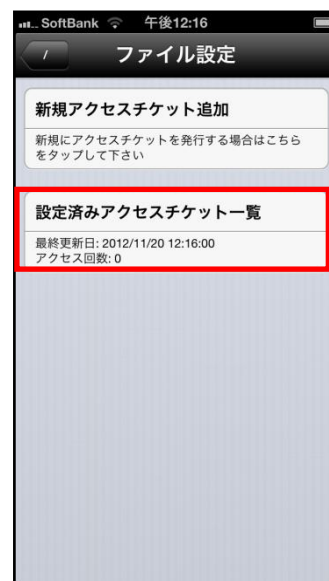 SoftBank 午後12:16
/ ファイル設定
新規アクセスチケット追加
新規にアクセスチケットを発行する場合はこちら
をタップして下さい
設定済みアクセスチケット一覧
最終更新日: 2012/11/20 12:16:00
アクセス回数: 0